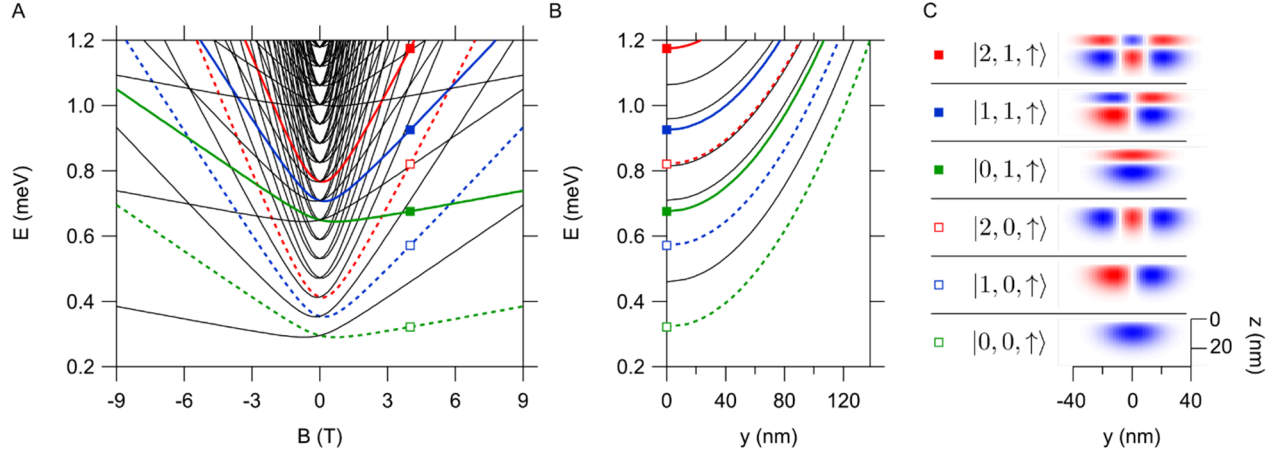 A
B
C
E (meV)
1.2
1.0
0.8
0.6
0.4
0.2
-9
-6
-3
0
3
6
9
B (T)
E (meV)
1.2
1.0
0.8
0.6
0.4
0.2
0
40
80
120
y (nm)
|2, 1, ↑⟩
|1, 1, ↑⟩
|0, 1, ↑⟩
|2, 0, ↑⟩
|1, 0, ↑⟩
|0, 0, ↑⟩
0
20
z (nm)
-40
0
40
y (nm)